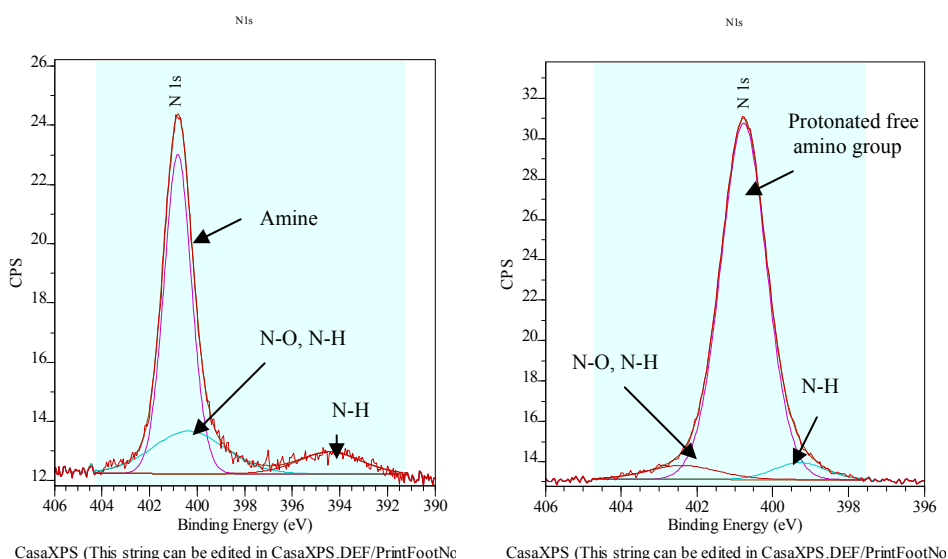 N1s
26
24
22
20
18
16
14
12
CPS
N 1s
Amine
N-O, N-H
N-H
406 404 402 400 398 396 394 392 390
Binding Energy (eV)
CasaXPS (This string can be edited in CasaXPS.DEF/PrintFootNo
N1s
32
30
28
26
24
22
20
18
16
14
CPS
N 1s
Protonated free
amino group
N-O, N-H
N-H
406 404 402 400 398 396
Binding Energy (eV)
CasaXPS (This string can be edited in CasaXPS.DEF/PrintFootNo